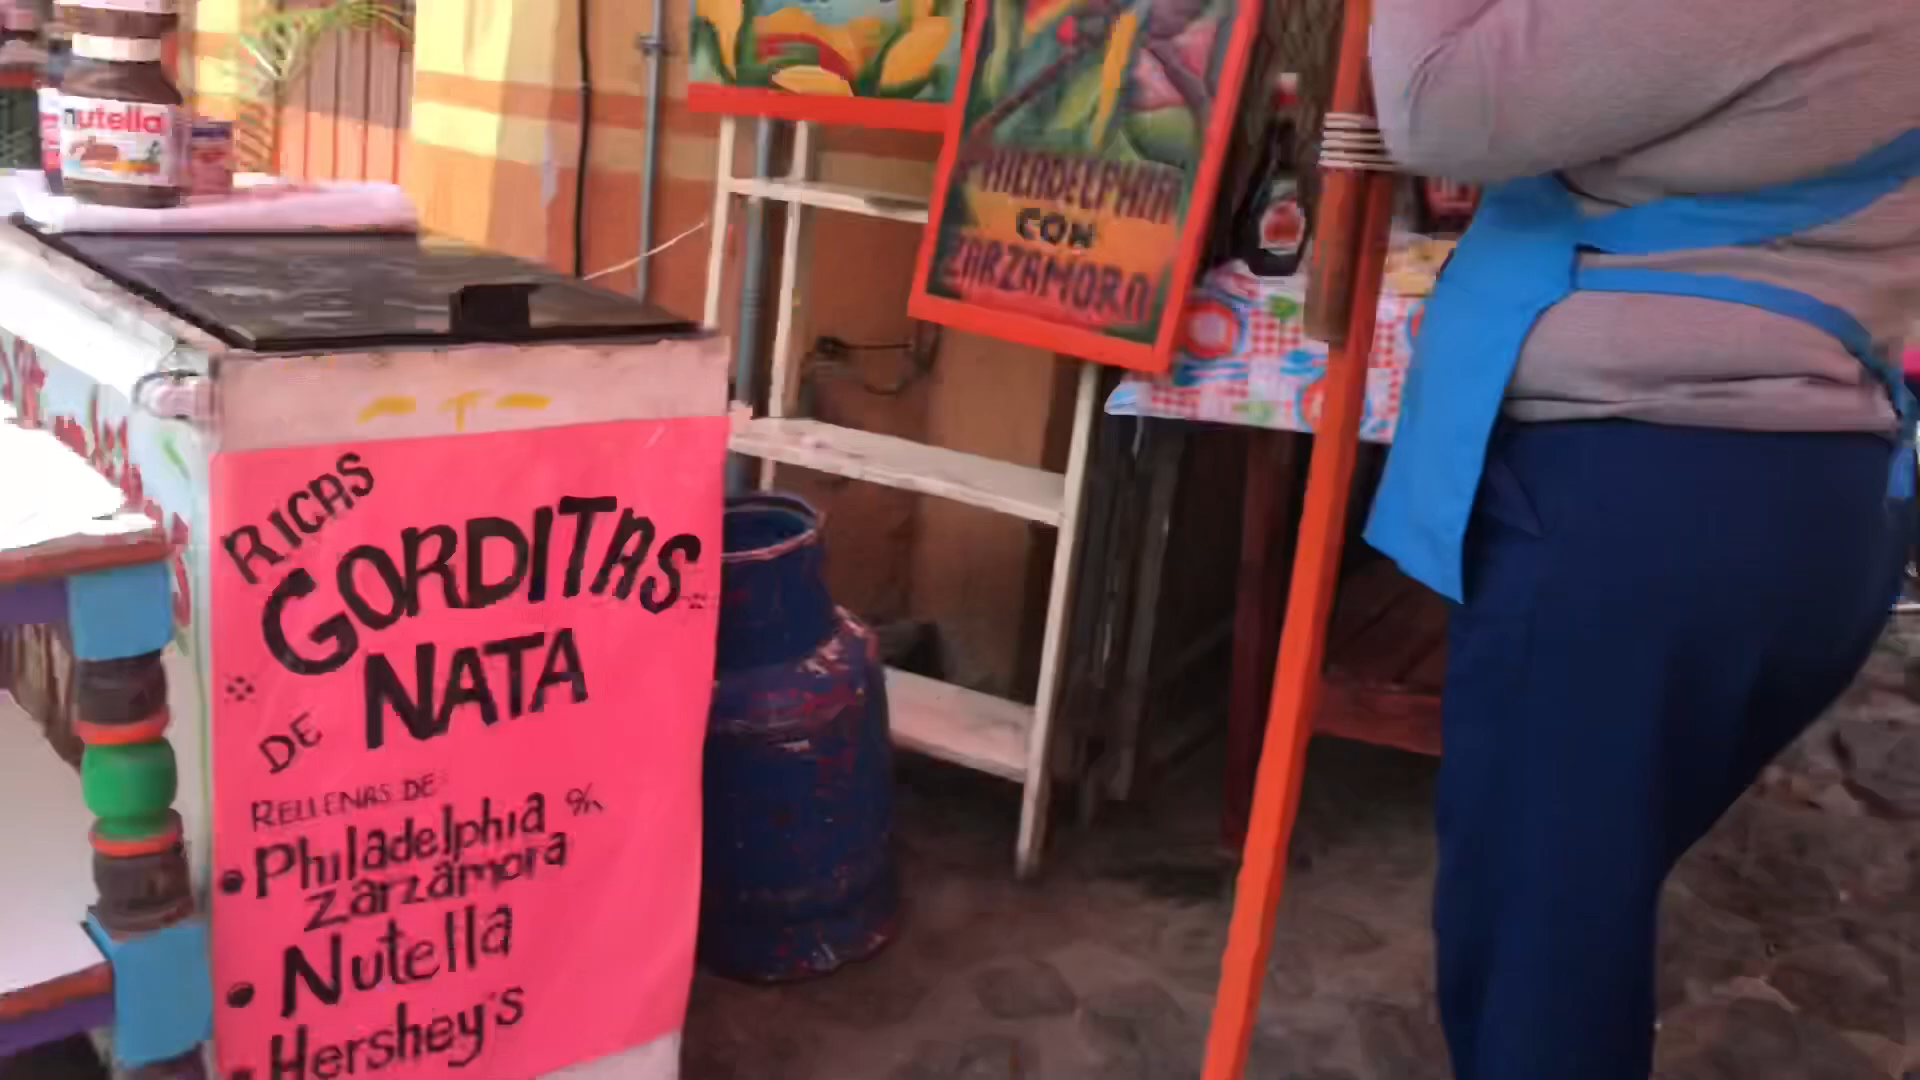 nutella
PHILADELPHIA
CON
ZARZAMORA
RICAS
GORDITAS
DE NATA
RELLENAS DE
• Philadelphia c/n
zarzamora
• Nutella
• Hershey's